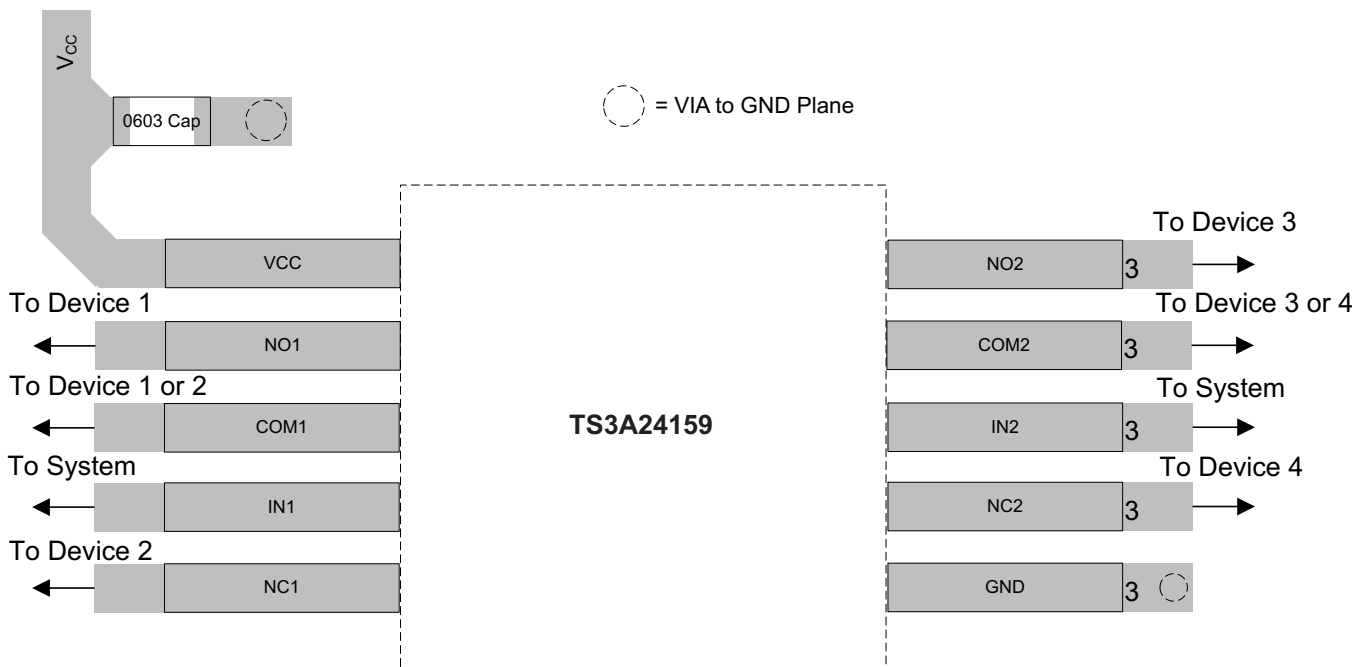 Vcc
0603 Cap
= VIA to GND Plane
To Device 3
VCC
NO2
3
To Device 1
To Device 3 or 4
NO1
COM2
3
To Device 1 or 2
To System
COM1
TS3A24159
IN2
3
To System
To Device 4
IN1
NC2
3
To Device 2
NC1
GND
3